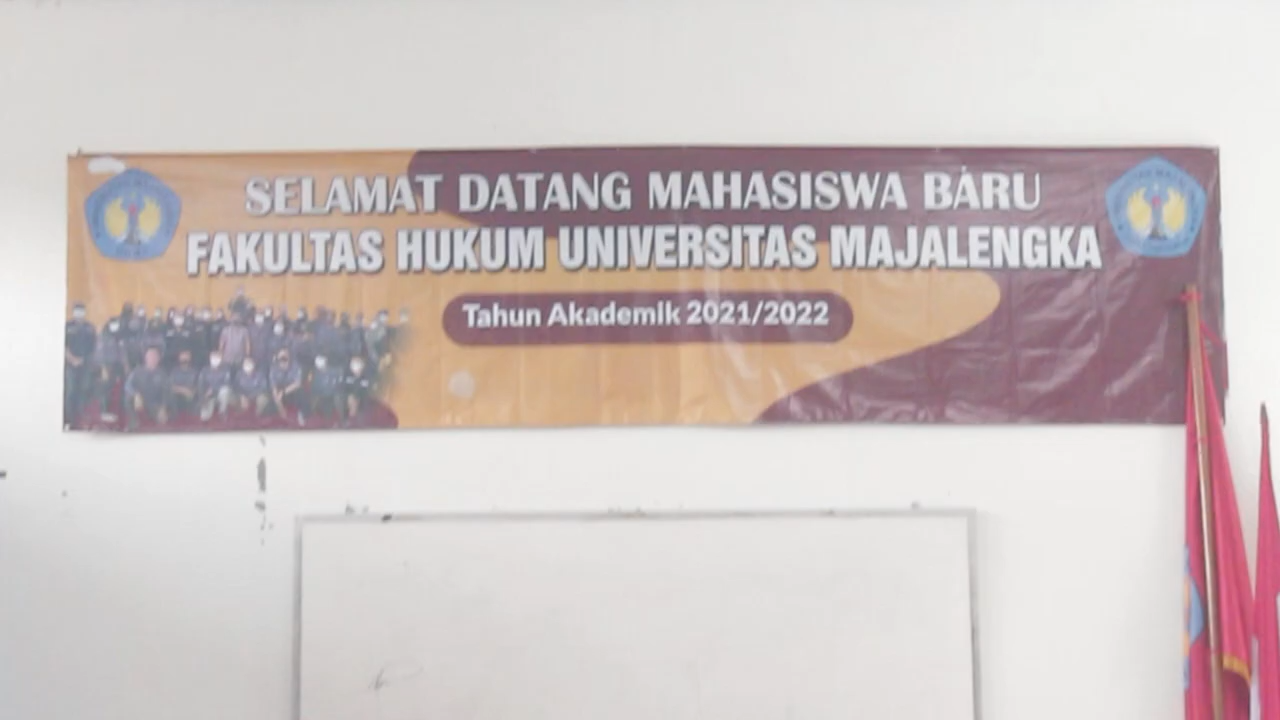 SELAMAT DATANG MAHASISWA BARU
FAKULTAS HUKUM UNIVERSITAS MAJALENGKA
Tahun Akademik 2021/2022